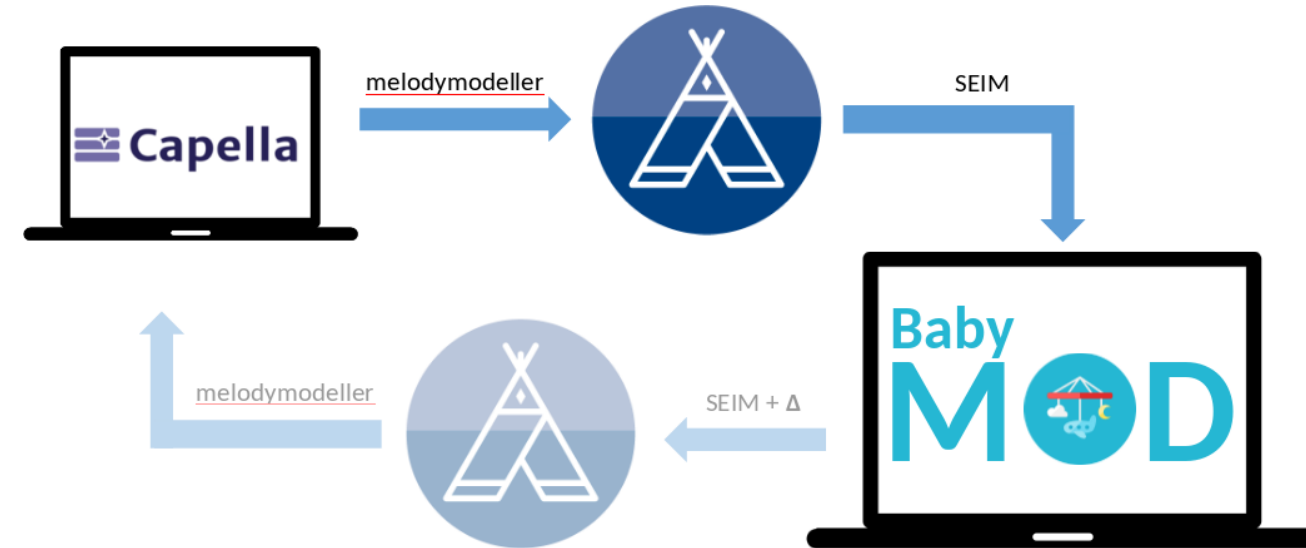 Capella
melodymodeller
SEIM
Baby
MOD
SEIM + Δ
melodymodeller